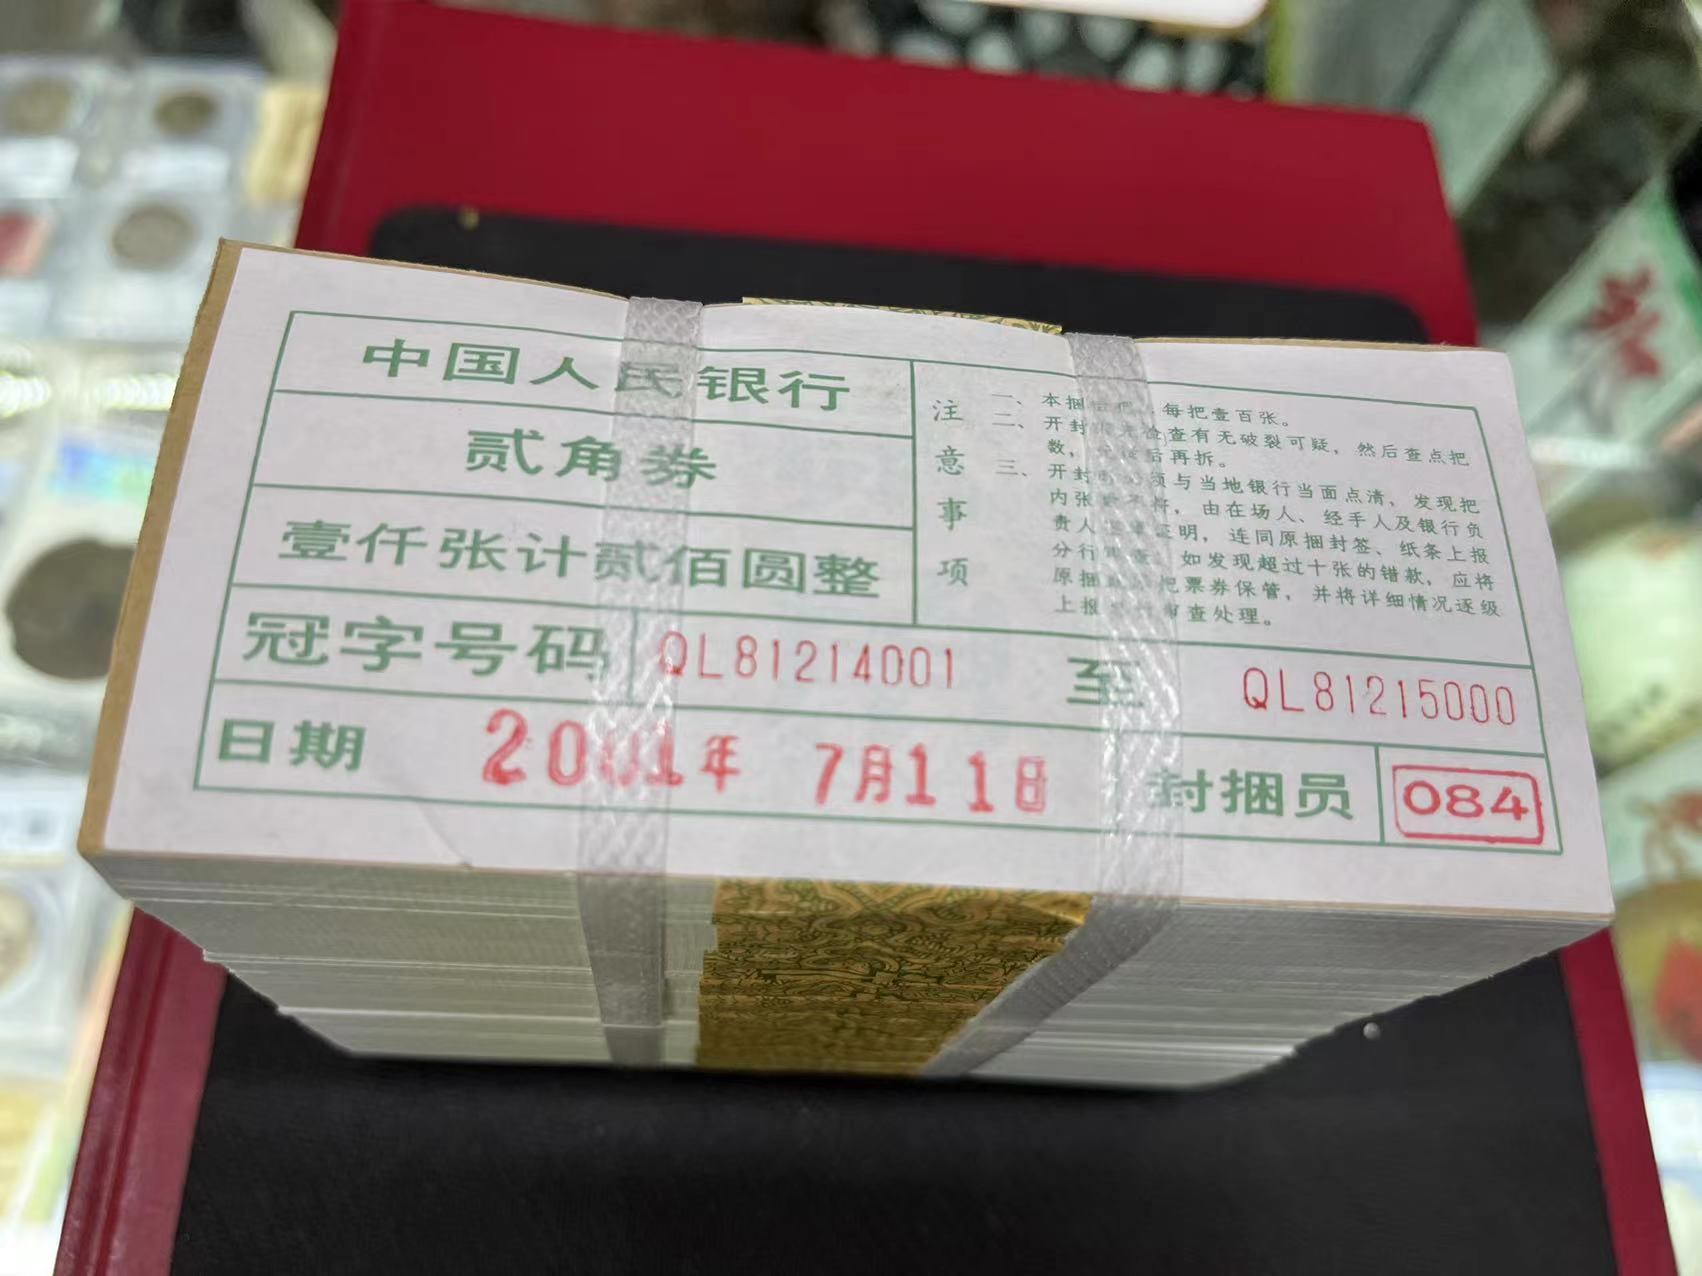 中国人民银行
贰角券
壹仟张计贰佰圆整
注意事项
一、本捆 每把壹百张。
二、开封 查有无破裂可疑，然后查点把
数， 后再拆。
三、开封 须与当地银行当面点清，发现把
内张 符，由在场人、经手人及银行负
责人 证明，连同原捆封签、纸条上报
分行 如发现超过十张的错款，应将
原捆 把票券保管，并将详细情况逐级
上报 审查处理。
冠字号码 QL81214001 至 QL81215000
日期 2001年 7月11日 封捆员 084